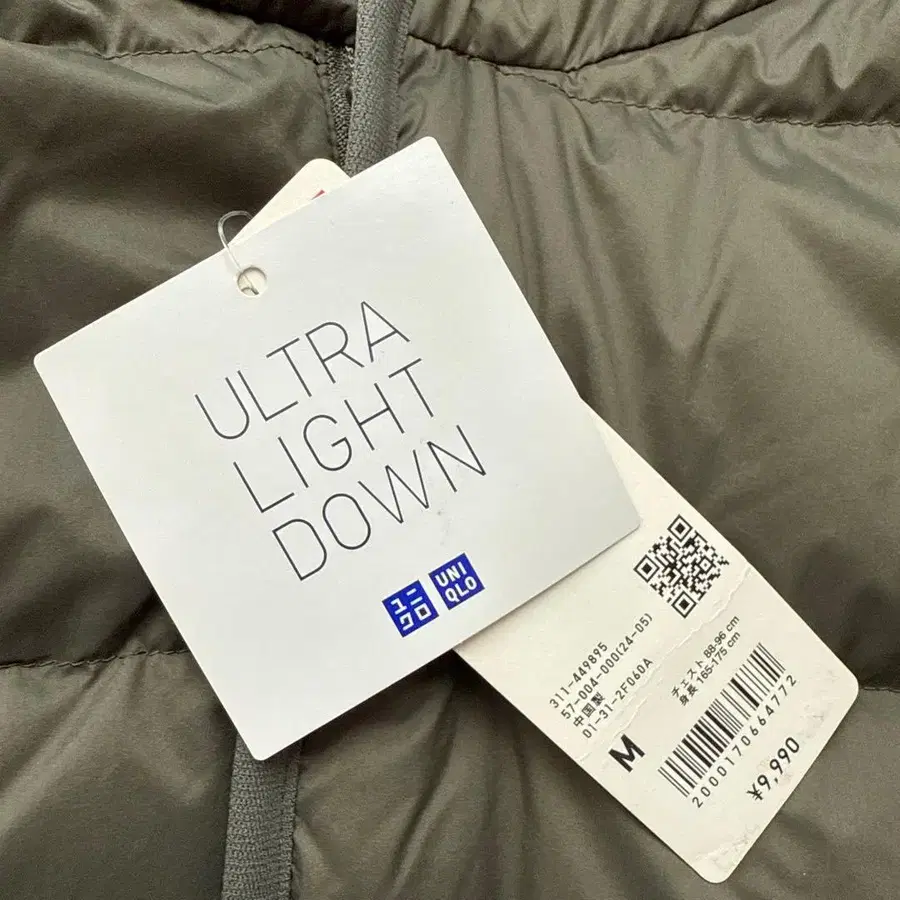 ULTRA
LIGHT
DOWN
ユニ
クロ
UNI
QLO
311-449895
57-004-000(24-05)
中国製
01-31-2F060A
M
チェスト 88-96 cm
身長 165-175 cm
2000170664772
¥9,990